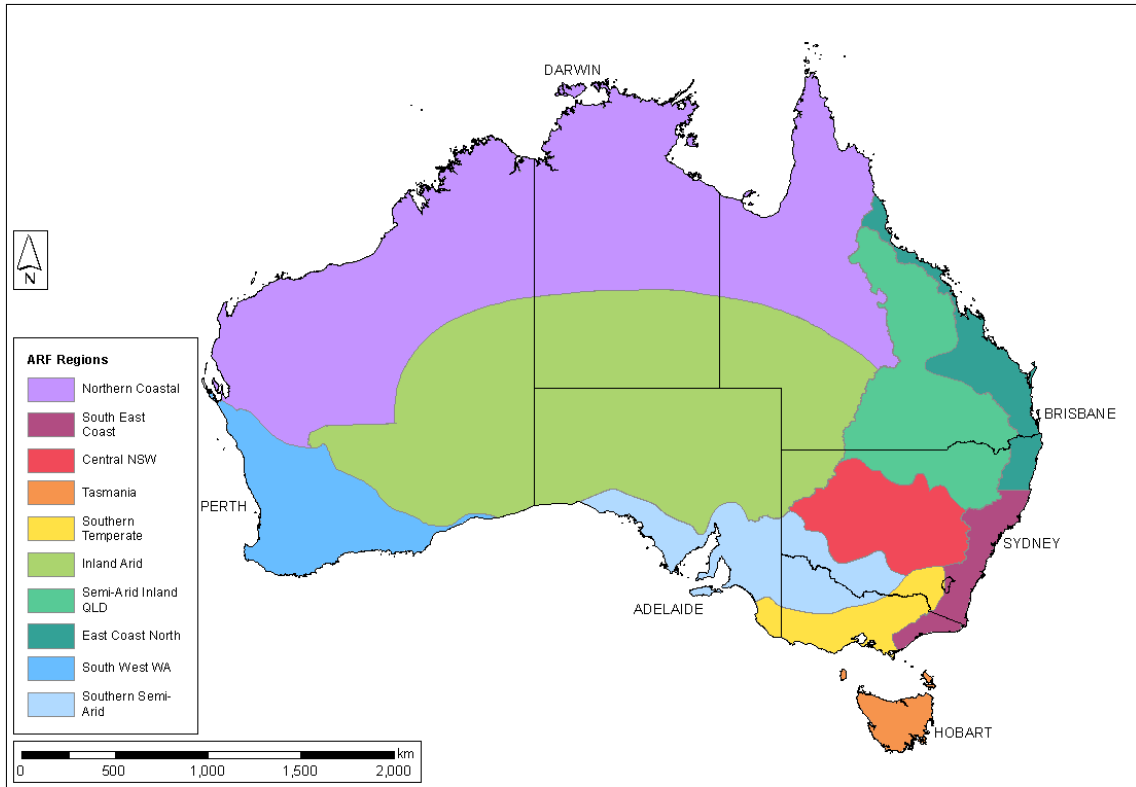 DARWIN
N
ARF Regions
Northern Coastal
South East
Coast
Central NSW
Tasmania
Southern
Temperate
Inland Arid
Semi-Arid Inland
QLD
East Coast North
South West WA
Southern Semi-
Arid
BRISBANE
PERTH
SYDNEY
ADELAIDE
HOBART
km
0 500 1,000 1,500 2,000